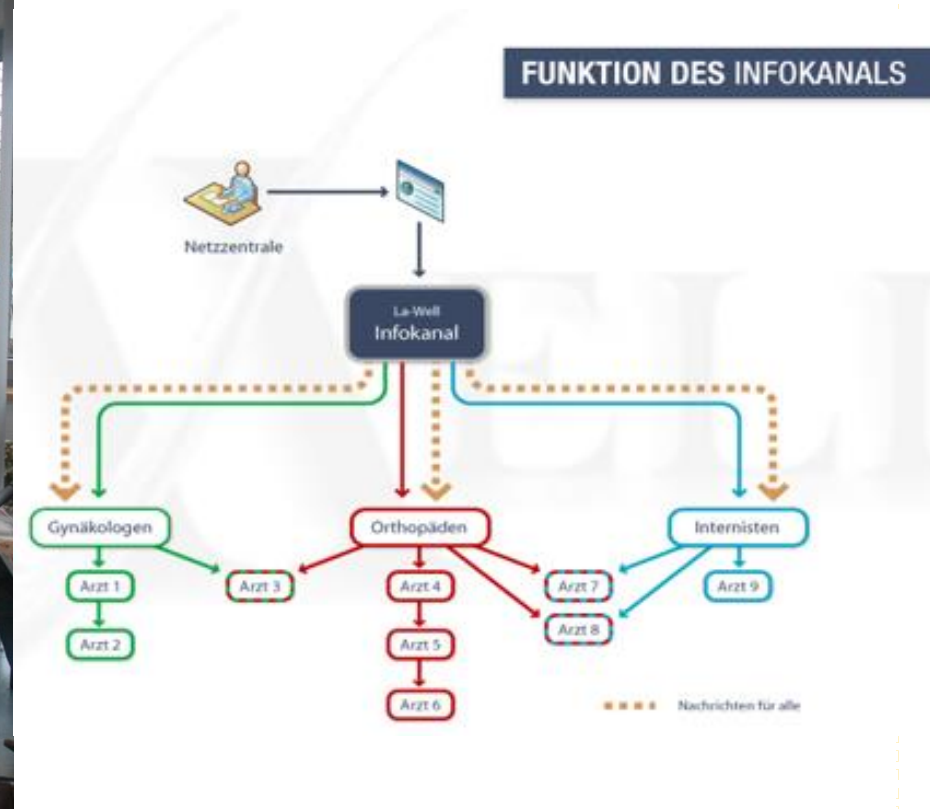 FUNKTION DES INFOKANALS
Netzzentrale
La-Well
Infokanal
Gynäkologen
Orthopäden
Internisten
Arzt 1
Arzt 3
Arzt 4
Arzt 7
Arzt 9
Arzt 2
Arzt 5
Arzt 8
Arzt 6
Nachrichten für alle
WELL